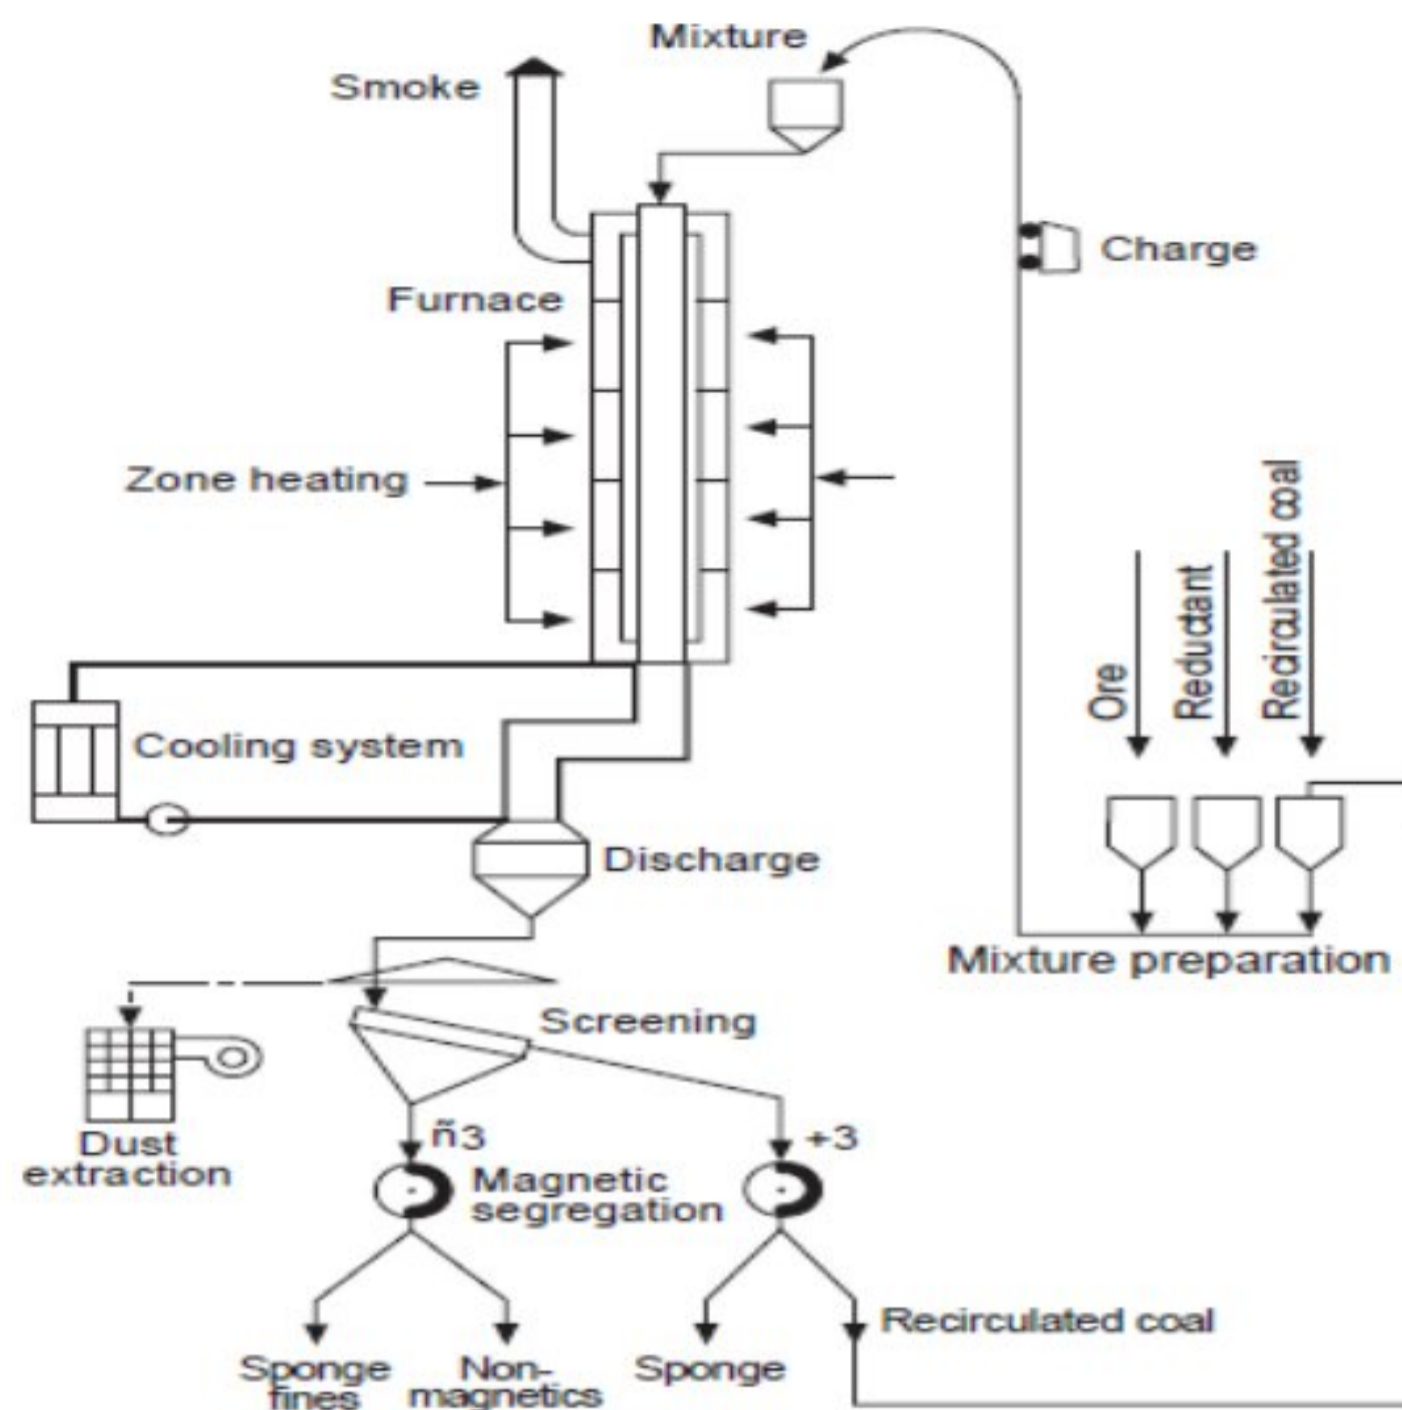 Mixture
Smoke
Charge
Furnace
Zone heating
Ore
Reductant
Recirculated coal
Cooling system
Discharge
Mixture preparation
Screening
Dust
extraction
ñ3
+3
Magnetic
segregation
Recirculated coal
Sponge
fines
Non-
magnetics
Sponge